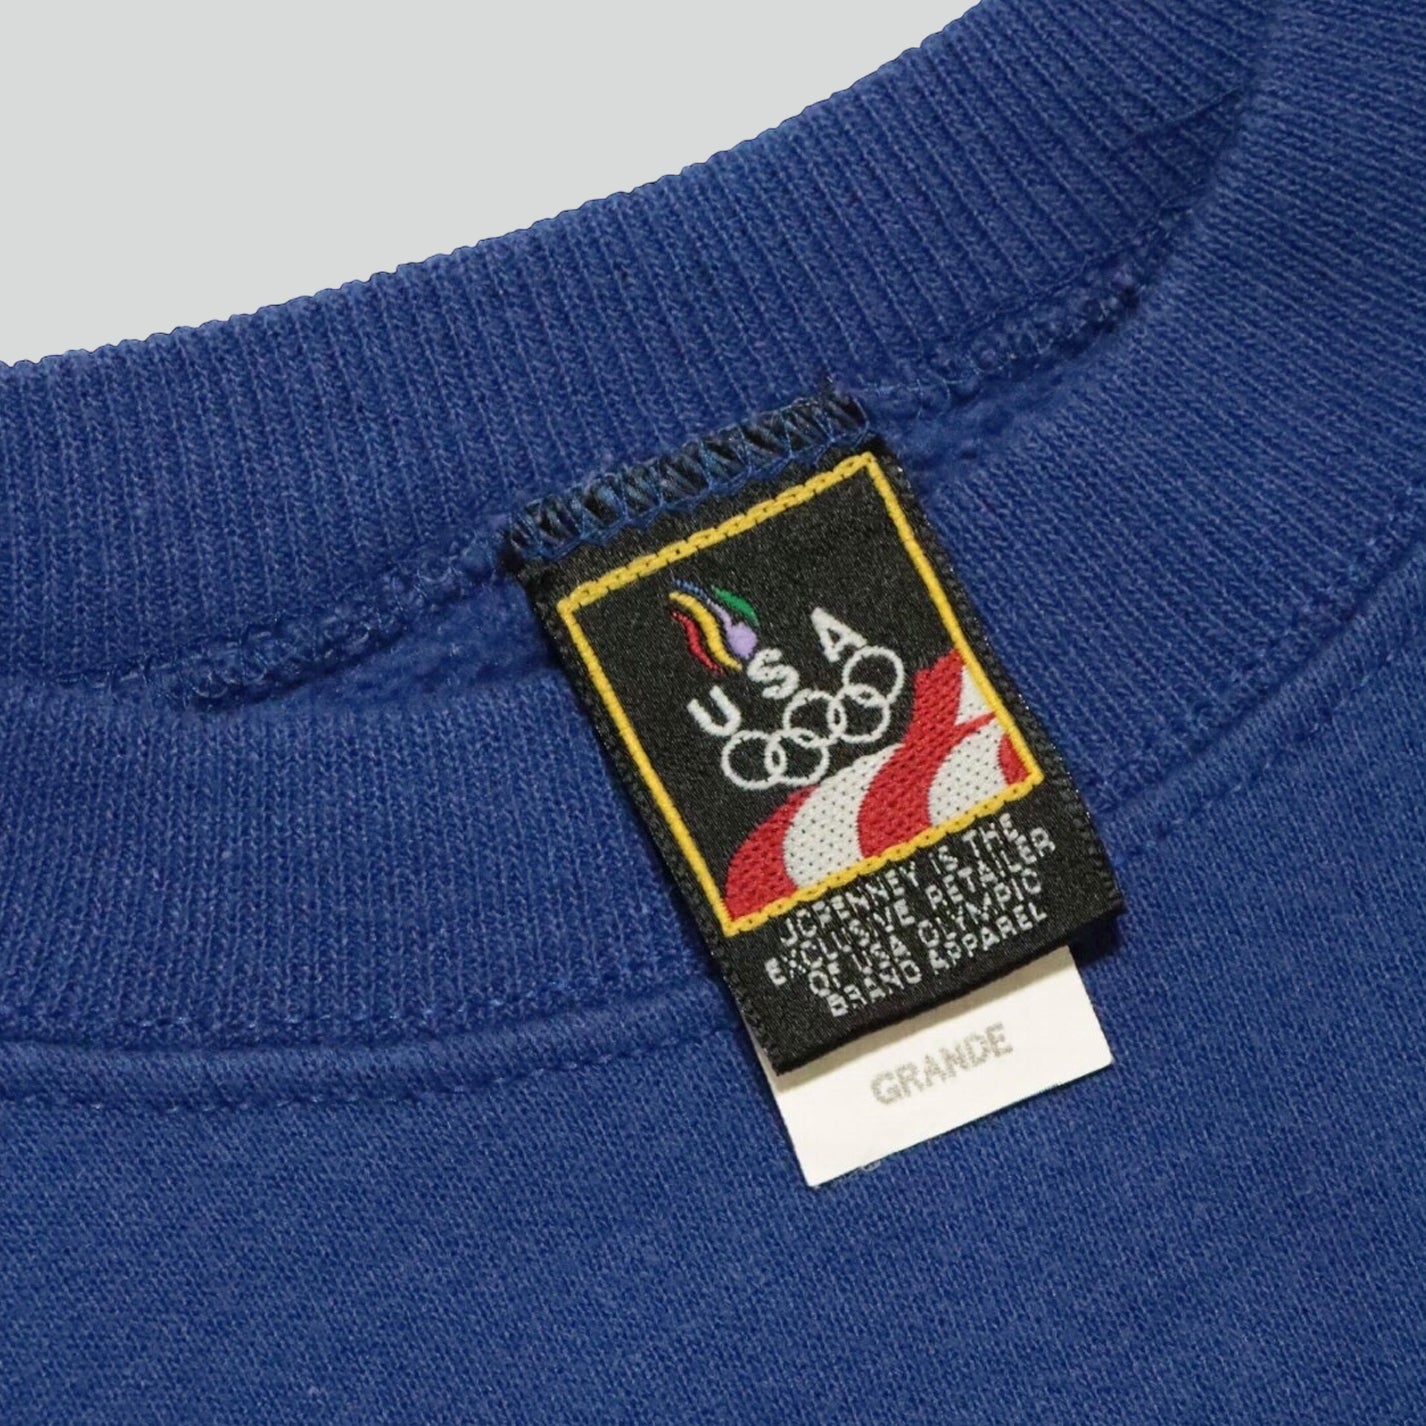 USA
JCPENNEY IS THE
EXCLUSIVE RETAILER
OF USA OLYMPIC
BRAND APPAREL
GRANDE